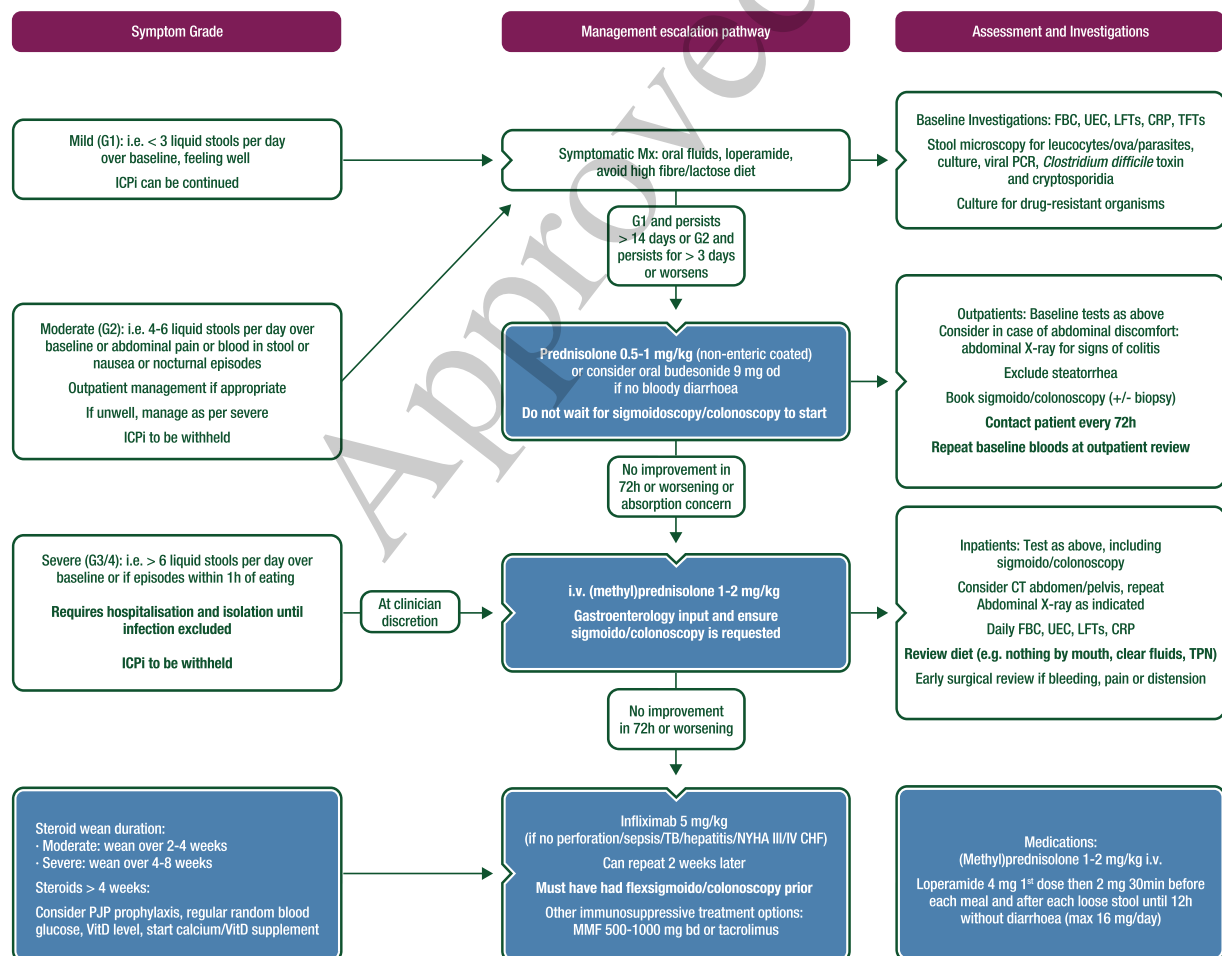 Symptom Grade
Management escalation pathway
Assessment and Investigations
Mild (G1): i.e. < 3 liquid stools per day
over baseline, feeling well
ICPi can be continued
Symptomatic Mx: oral fluids, loperamide,
avoid high fibre/lactose diet
Baseline Investigations: FBC, UEC, LFTs, CRP, TFTs
Stool microscopy for leucocytes/ova/parasites,
culture, viral PCR, Clostridium difficile toxin
and cryptosporidia
Culture for drug-resistant organisms
G1 and persists
> 14 days or G2 and
persists for > 3 days
or worsens
Moderate (G2): i.e. 4-6 liquid stools per day over
baseline or abdominal pain or blood in stool or
nausea or nocturnal episodes
Outpatient management if appropriate
If unwell, manage as per severe
ICPi to be withheld
Prednisolone 0.5-1 mg/kg (non-enteric coated)
or consider oral budesonide 9 mg od
if no bloody diarrhoea
Do not wait for sigmoidoscopy/colonoscopy to start
Outpatients: Baseline tests as above
Consider in case of abdominal discomfort:
abdominal X-ray for signs of colitis
Exclude steatorrhea
Book sigmoido/colonoscopy (+/- biopsy)
Contact patient every 72h
Repeat baseline bloods at outpatient review
No improvement in
72h or worsening or
absorption concern
Severe (G3/4): i.e. > 6 liquid stools per day over
baseline or if episodes within 1h of eating
Requires hospitalisation and isolation until
infection excluded
ICPi to be withheld
At clinician
discretion
i.v. (methyl)prednisolone 1-2 mg/kg
Gastroenterology input and ensure
sigmoido/colonoscopy is requested
Inpatients: Test as above, including
sigmoido/colonoscopy
Consider CT abdomen/pelvis, repeat
Abdominal X-ray as indicated
Daily FBC, UEC, LFTs, CRP
Review diet (e.g. nothing by mouth, clear fluids, TPN)
Early surgical review if bleeding, pain or distension
No improvement
in 72h or worsening
Steroid wean duration:
· Moderate: wean over 2-4 weeks
· Severe: wean over 4-8 weeks
Steroids > 4 weeks:
Consider PJP prophylaxis, regular random blood
glucose, VitD level, start calcium/VitD supplement
Infliximab 5 mg/kg
(if no perforation/sepsis/TB/hepatitis/NYHA III/IV CHF)
Can repeat 2 weeks later
Must have had flexsigmoido/colonoscopy prior
Other immunosuppressive treatment options:
MMF 500-1000 mg bd or tacrolimus
Medications:
(Methyl)prednisolone 1-2 mg/kg i.v.
Loperamide 4 mg 1st dose then 2 mg 30min before
each meal and after each loose stool until 12h
without diarrhoea (max 16 mg/day)
Approve